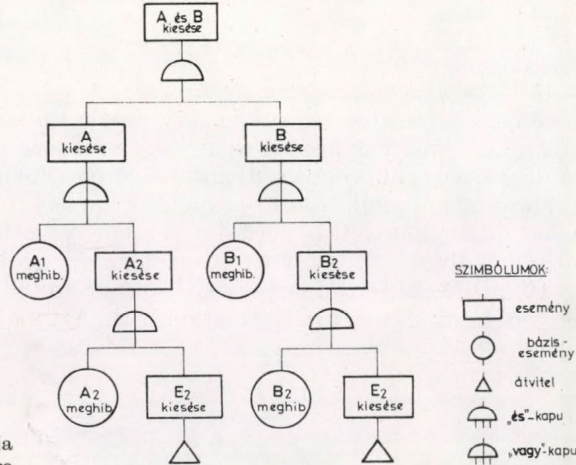 A és B
kiesése
A
kiesése
B
kiesése
A1
meghib.
A2
kiesése
B1
meghib.
B2
kiesése
A2
meghib.
E2
kiesése
B2
meghib.
E2
kiesése
SZIMBÓLUMOK:
esemény
bázis-
esemény
átvitel
„és"-kapu
„vagy"-kapu